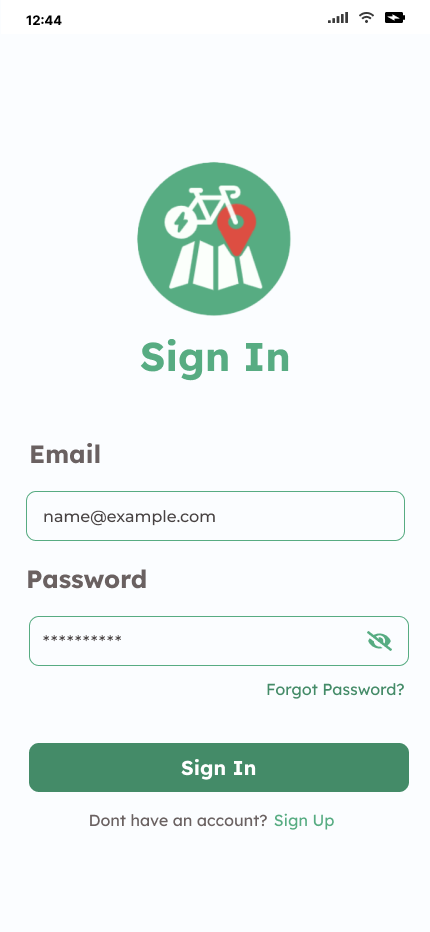 12:44
Sign In
Email
name@example.com
Password
**********
Forgot Password?
Sign In
Dont have an account? Sign Up